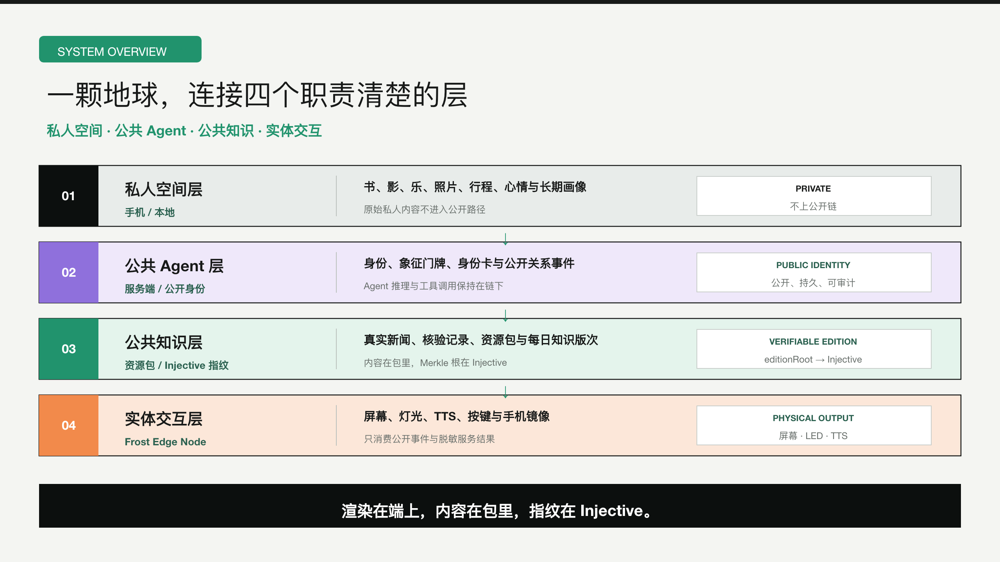 SYSTEM OVERVIEW
一颗地球，连接四个职责清楚的层
私人空间 · 公共 Agent · 公共知识 · 实体交互
01
私人空间层
手机 / 本地
书、影、乐、照片、行程、心情与长期画像
原始私人内容不进入公开路径
PRIVATE
不上公开链
↓
02
公共 Agent 层
服务端 / 公开身份
身份、象征门牌、身份卡与公开关系事件
Agent 推理与工具调用保持在链下
PUBLIC IDENTITY
公开、持久、可审计
↓
03
公共知识层
资源包 / Injective 指纹
真实新闻、核验记录、资源包与每日知识版次
内容在包里，Merkle 根在 Injective
VERIFIABLE EDITION
editionRoot → Injective
↓
04
实体交互层
Frost Edge Node
屏幕、灯光、TTS、按键与手机镜像
只消费公开事件与脱敏服务结果
PHYSICAL OUTPUT
屏幕 · LED · TTS
渲染在端上，内容在包里，指纹在 Injective。